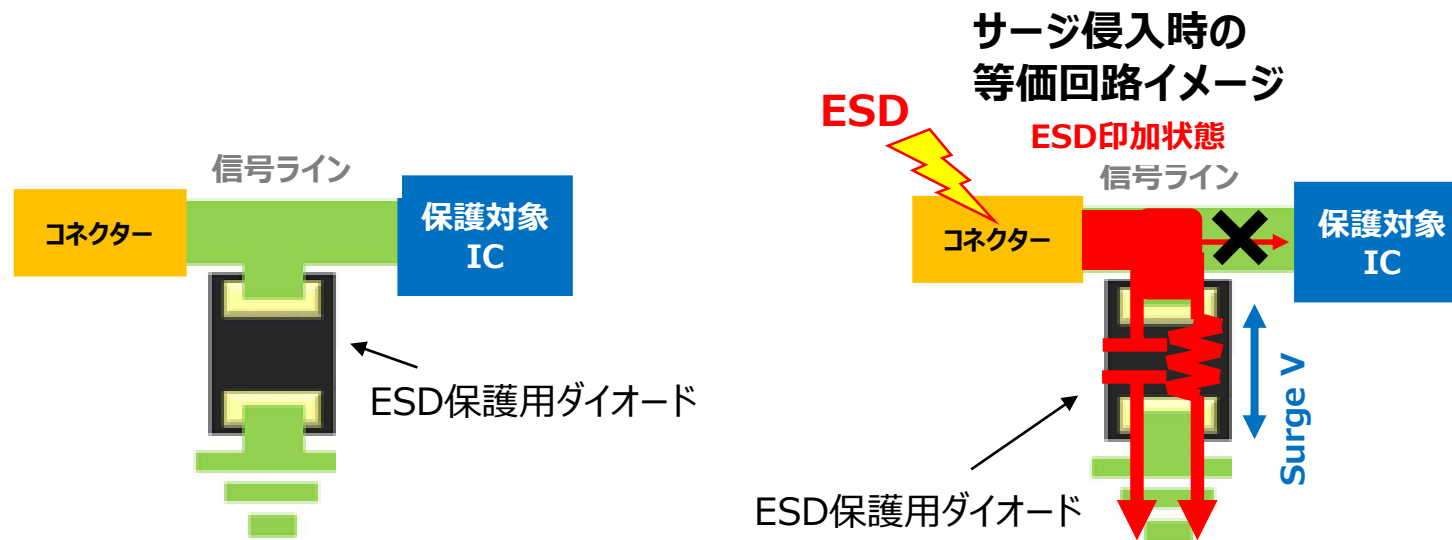 信号ライン
コネクター
保護対象
IC
ESD保護用ダイオード
サージ侵入時の
等価回路イメージ
ESD
ESD印加状態
信号ライン
コネクター
保護対象
IC
Surge V
ESD保護用ダイオード